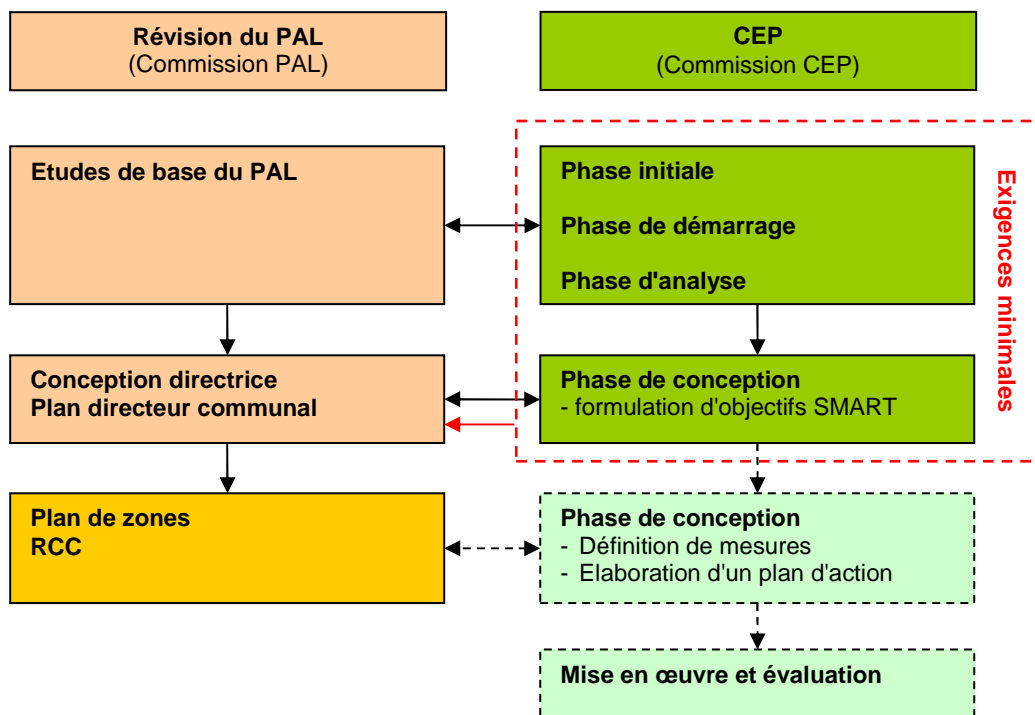 Révision du PAL
(Commission PAL)
CEP
(Commission CEP)
Etudes de base du PAL
Phase initiale
Phase de démarrage
Phase d'analyse
Exigences minimales
Conception directrice
Plan directeur communal
Phase de conception
- formulation d'objectifs SMART
Plan de zones
RCC
Phase de conception
- Définition de mesures
- Elaboration d'un plan d'action
Mise en œuvre et évaluation